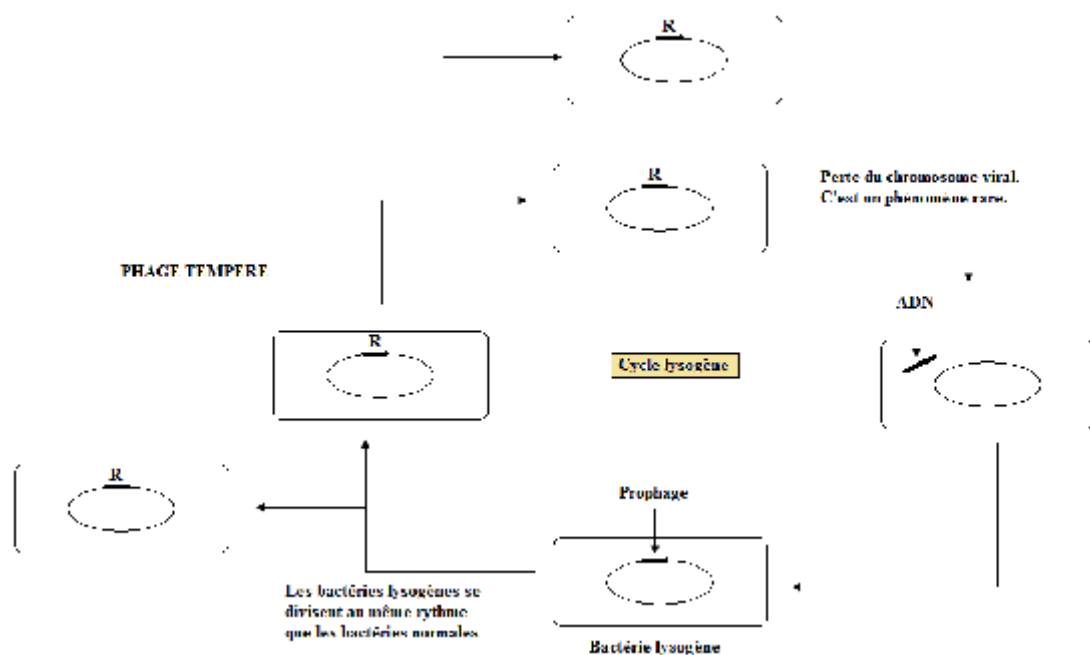 R
R
Perte du chromosome viral.
C'est un phénomène rare.
PHAGE TEMPERE
ADN
R
Cycle lysogène
R
Prophage
Les bactéries lysogènes se
divisent au même rythme
que les bactéries normales
Bactérie lysogène